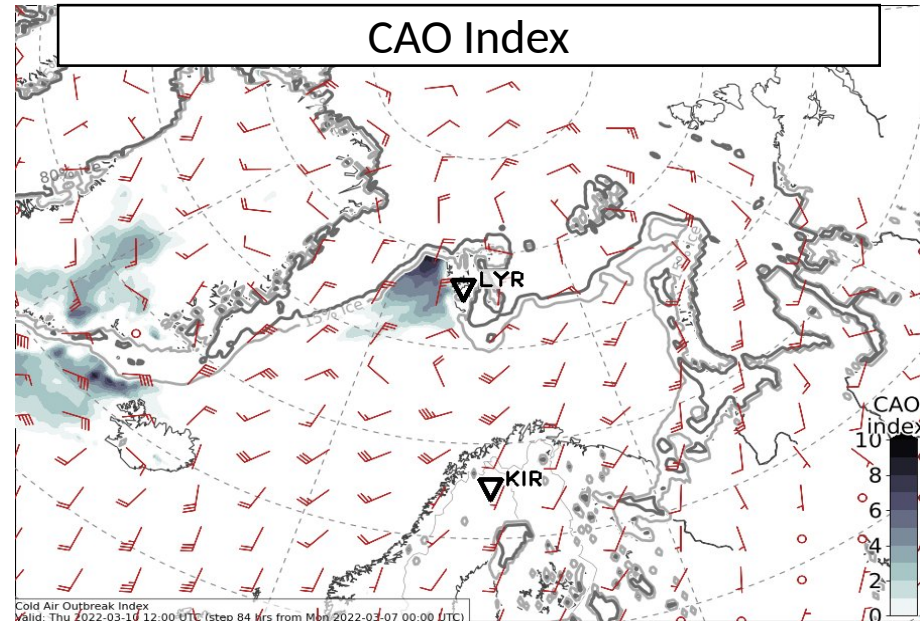 CAO Index
80% ice
LYR
15% ice
KIR
CAO
index
10
8
6
4
2
0
Cold Air Outbreak Index
Valid: Thu 2022-03-10 12:00 UTC (step 84 hrs from Mon 2022-03-07 00:00 UTC)